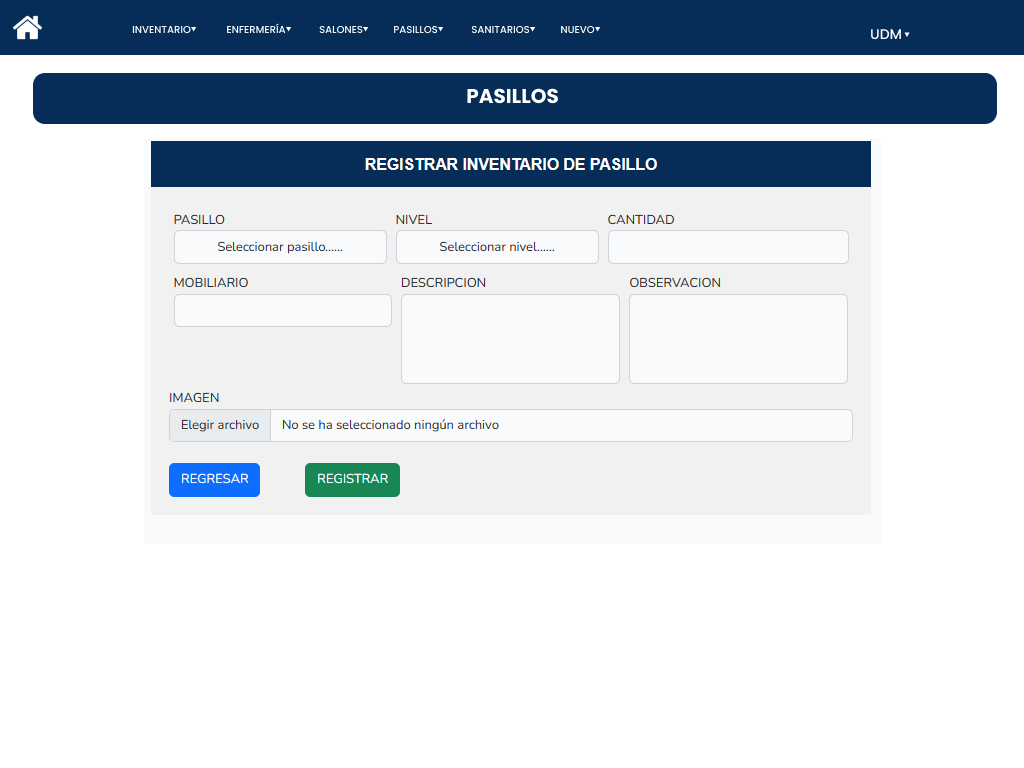 INVENTARIO▾ ENFERMERÍA▾ SALONES▾ PASILLOS▾ SANITARIOS▾ NUEVO▾ UDM ▾
PASILLOS
REGISTRAR INVENTARIO DE PASILLO
PASILLO NIVEL CANTIDAD
Seleccionar pasillo...... Seleccionar nivel......
MOBILIARIO DESCRIPCION OBSERVACION
IMAGEN
Elegir archivo No se ha seleccionado ningún archivo
REGRESAR REGISTRAR